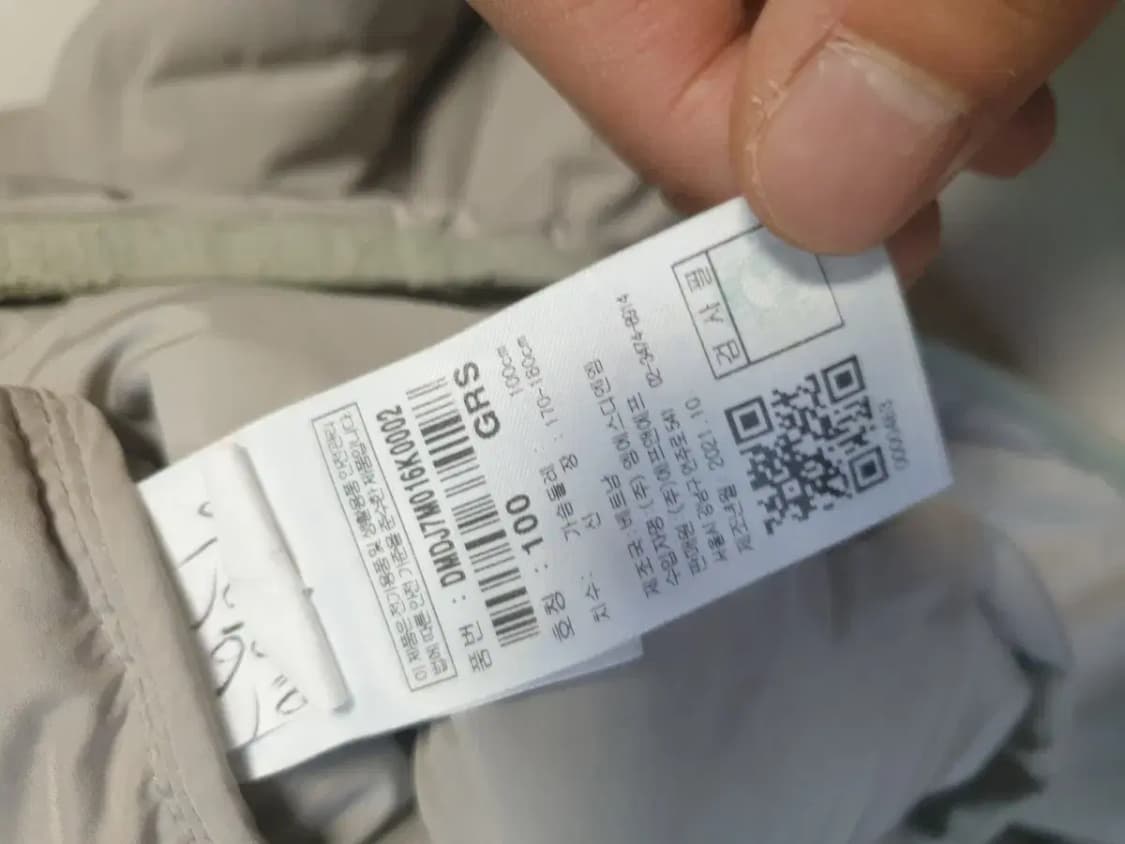 이 제품은 전기용품 및 생활용품 안전관리
법에 따른 안전 기준을 준수한 제품입니다.
품 번 : DMDJ7M016K0002
호칭 : 100 GRS
치수: 가슴둘레 : 100cm
신 장 : 170-180cm
제조국 베트남
수입자명 (주)
판매원 (주)에프앤에프 02-3474-8914
서울시 강남구 언주로 541
제조년월 2021.10.
검 사 필